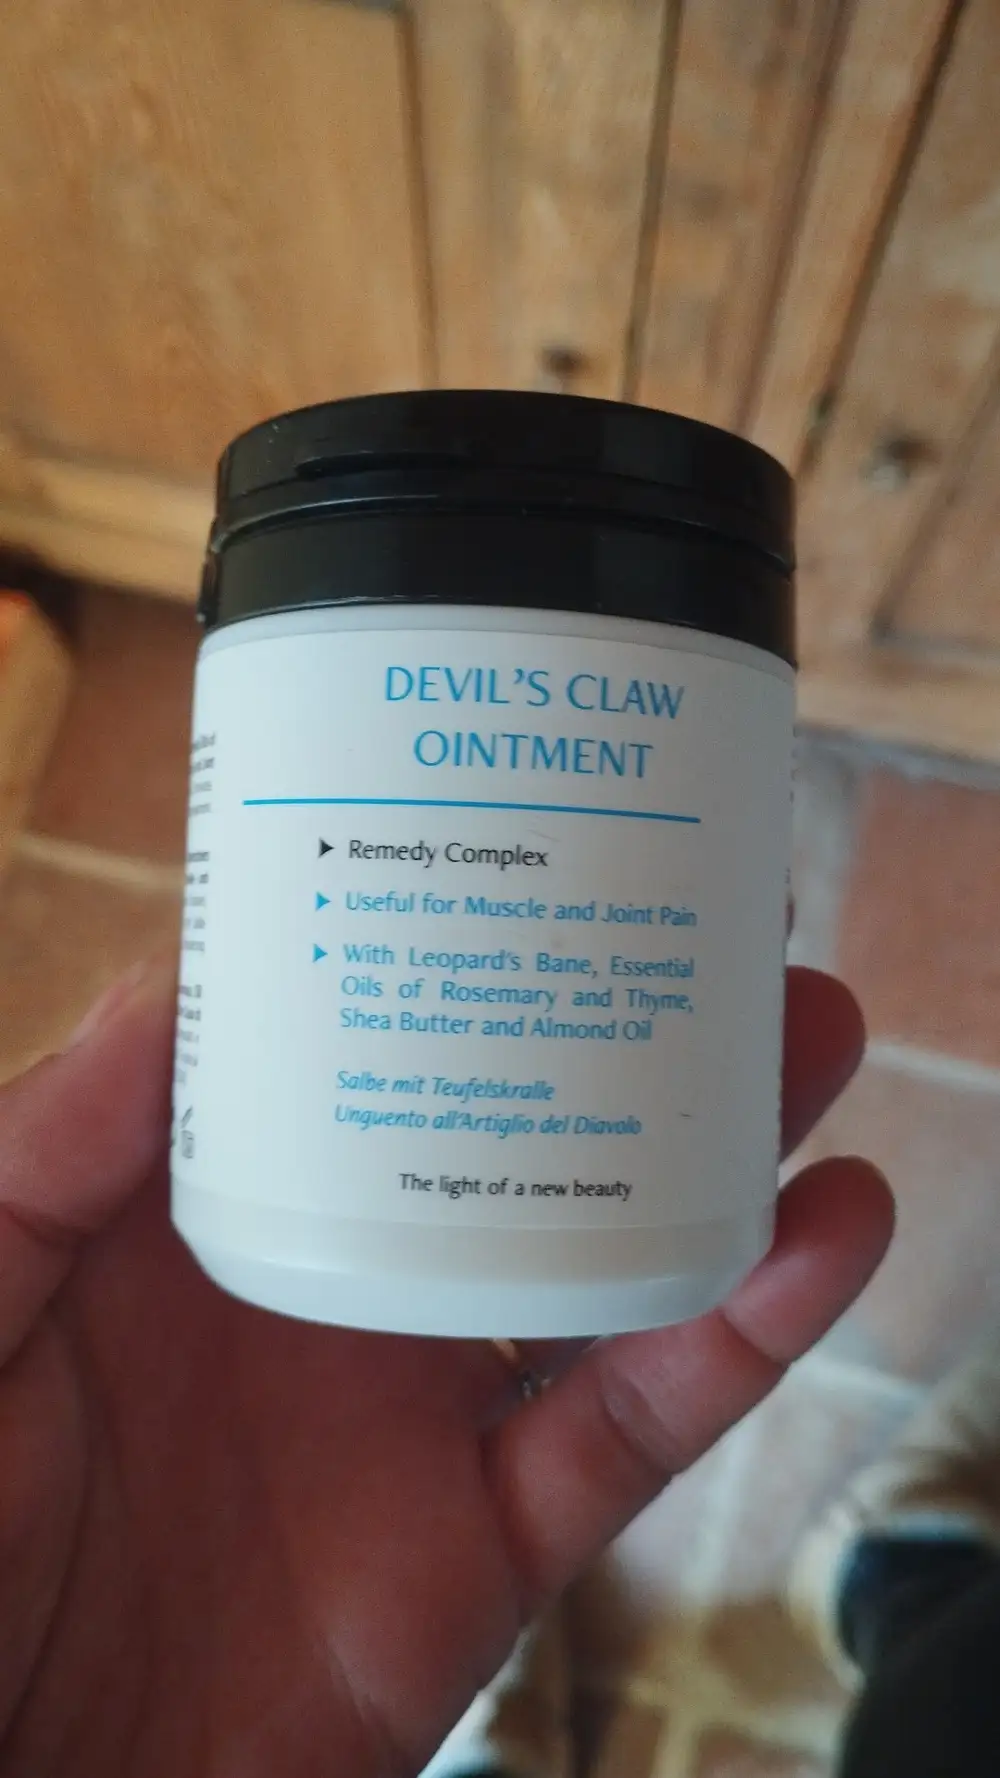 DEVIL'S CLAW
OINTMENT
Remedy Complex
Useful for Muscle and Joint Pain
With Leopard's Bane, Essential
Oils of Rosemary and Thyme,
Shea Butter and Almond Oil
Salbe mit Teufelskralle
Unguento all'Artiglio del Diavolo
The light of a new beauty